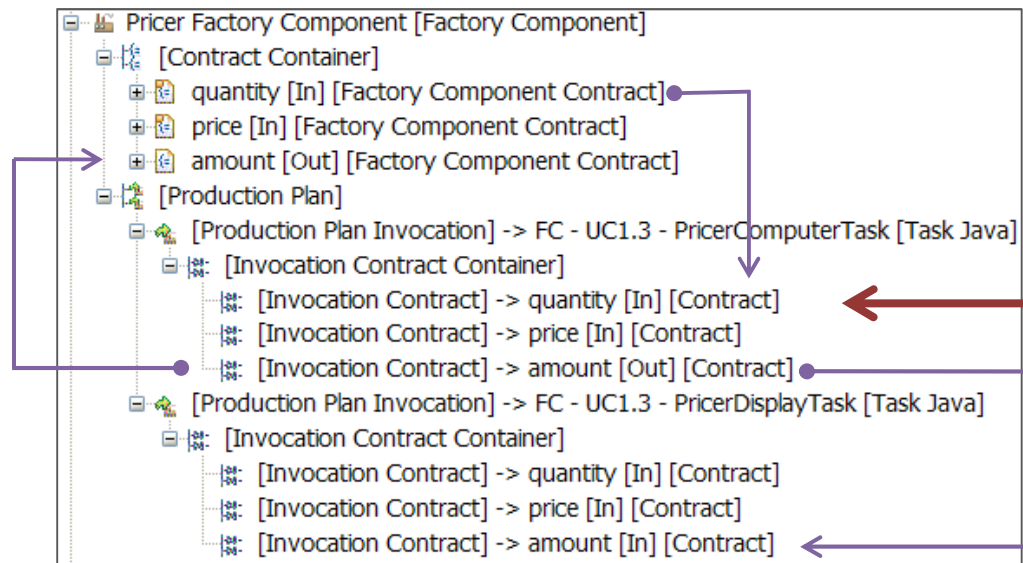 Pricer Factory Component [Factory Component]
[Contract Container]
quantity [In] [Factory Component Contract]
price [In] [Factory Component Contract]
amount [Out] [Factory Component Contract]
[Production Plan]
[Production Plan Invocation] -> FC - UC1.3 - PricerComputerTask [Task Java]
[Invocation Contract Container]
[Invocation Contract] -> quantity [In] [Contract]
[Invocation Contract] -> price [In] [Contract]
[Invocation Contract] -> amount [Out] [Contract]
[Production Plan Invocation] -> FC - UC1.3 - PricerDisplayTask [Task Java]
[Invocation Contract Container]
[Invocation Contract] -> quantity [In] [Contract]
[Invocation Contract] -> price [In] [Contract]
[Invocation Contract] -> amount [In] [Contract]